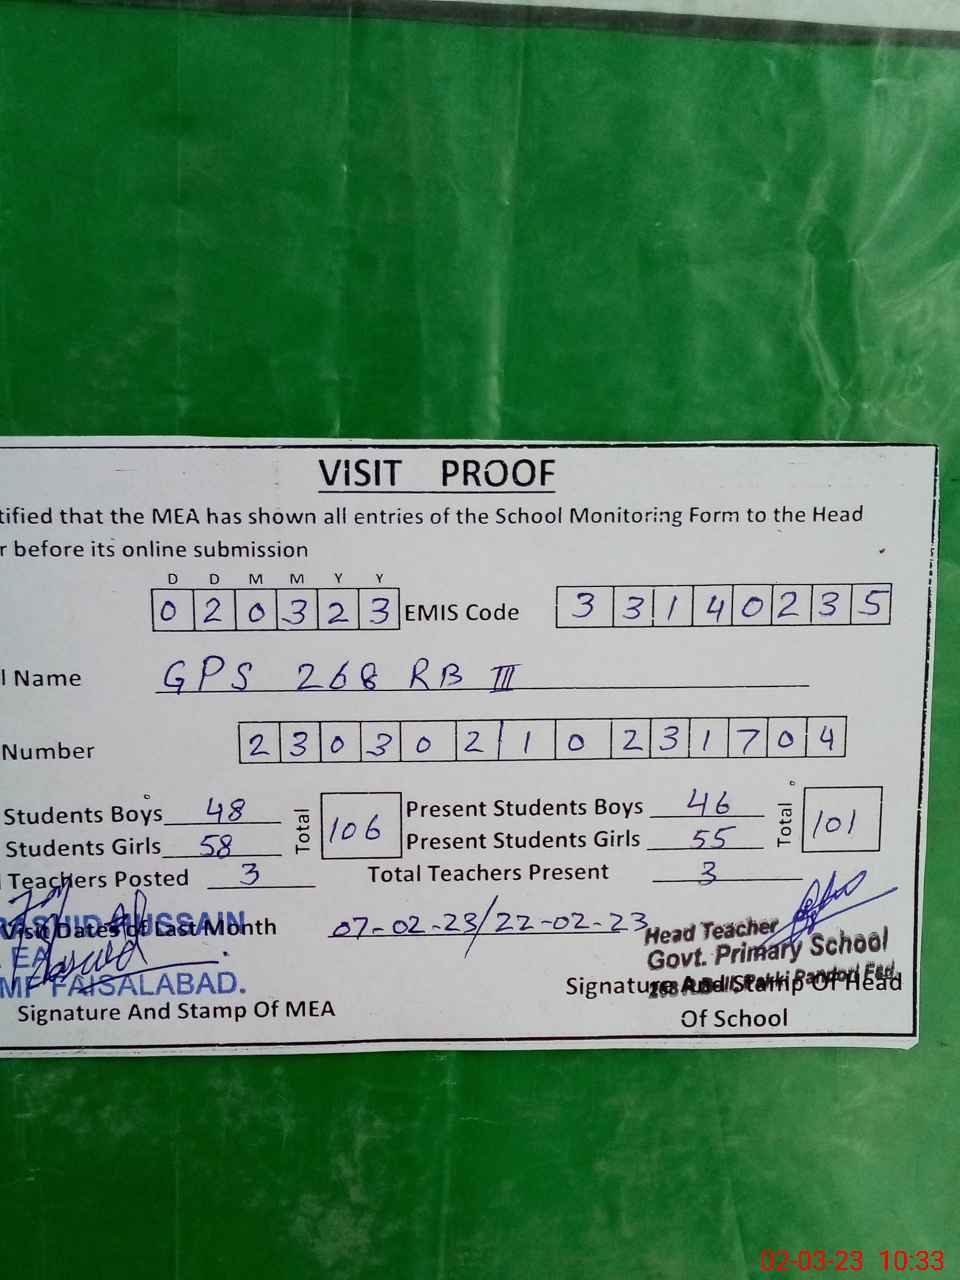 VISIT PROOF
tified that the MEA has shown all entries of the School Monitoring Form to the Head
r before its online submission
D D M M Y Y
0 2 0 3 2 3 EMIS Code 3 3 1 4 0 2 3 5
l Name GPS 268 RB III
Number 2 3 0 3 0 2 1 0 2 3 1 7 0 4
Students Boys 48 Total 106 Present Students Boys 46 Total 101
Students Girls 58 Present Students Girls 55
Teachers Posted 3 Total Teachers Present 3
HUSSAIN
Visit Dates of Last Month 07-02-23/22-02-23
Head Teacher
EA
Govt. Primary School
MF FAISALABAD.
Pakki Pandori Fsd.
Signature And Stamp Of Head
Signature And Stamp Of MEA
Of School
02-03-23 10:33